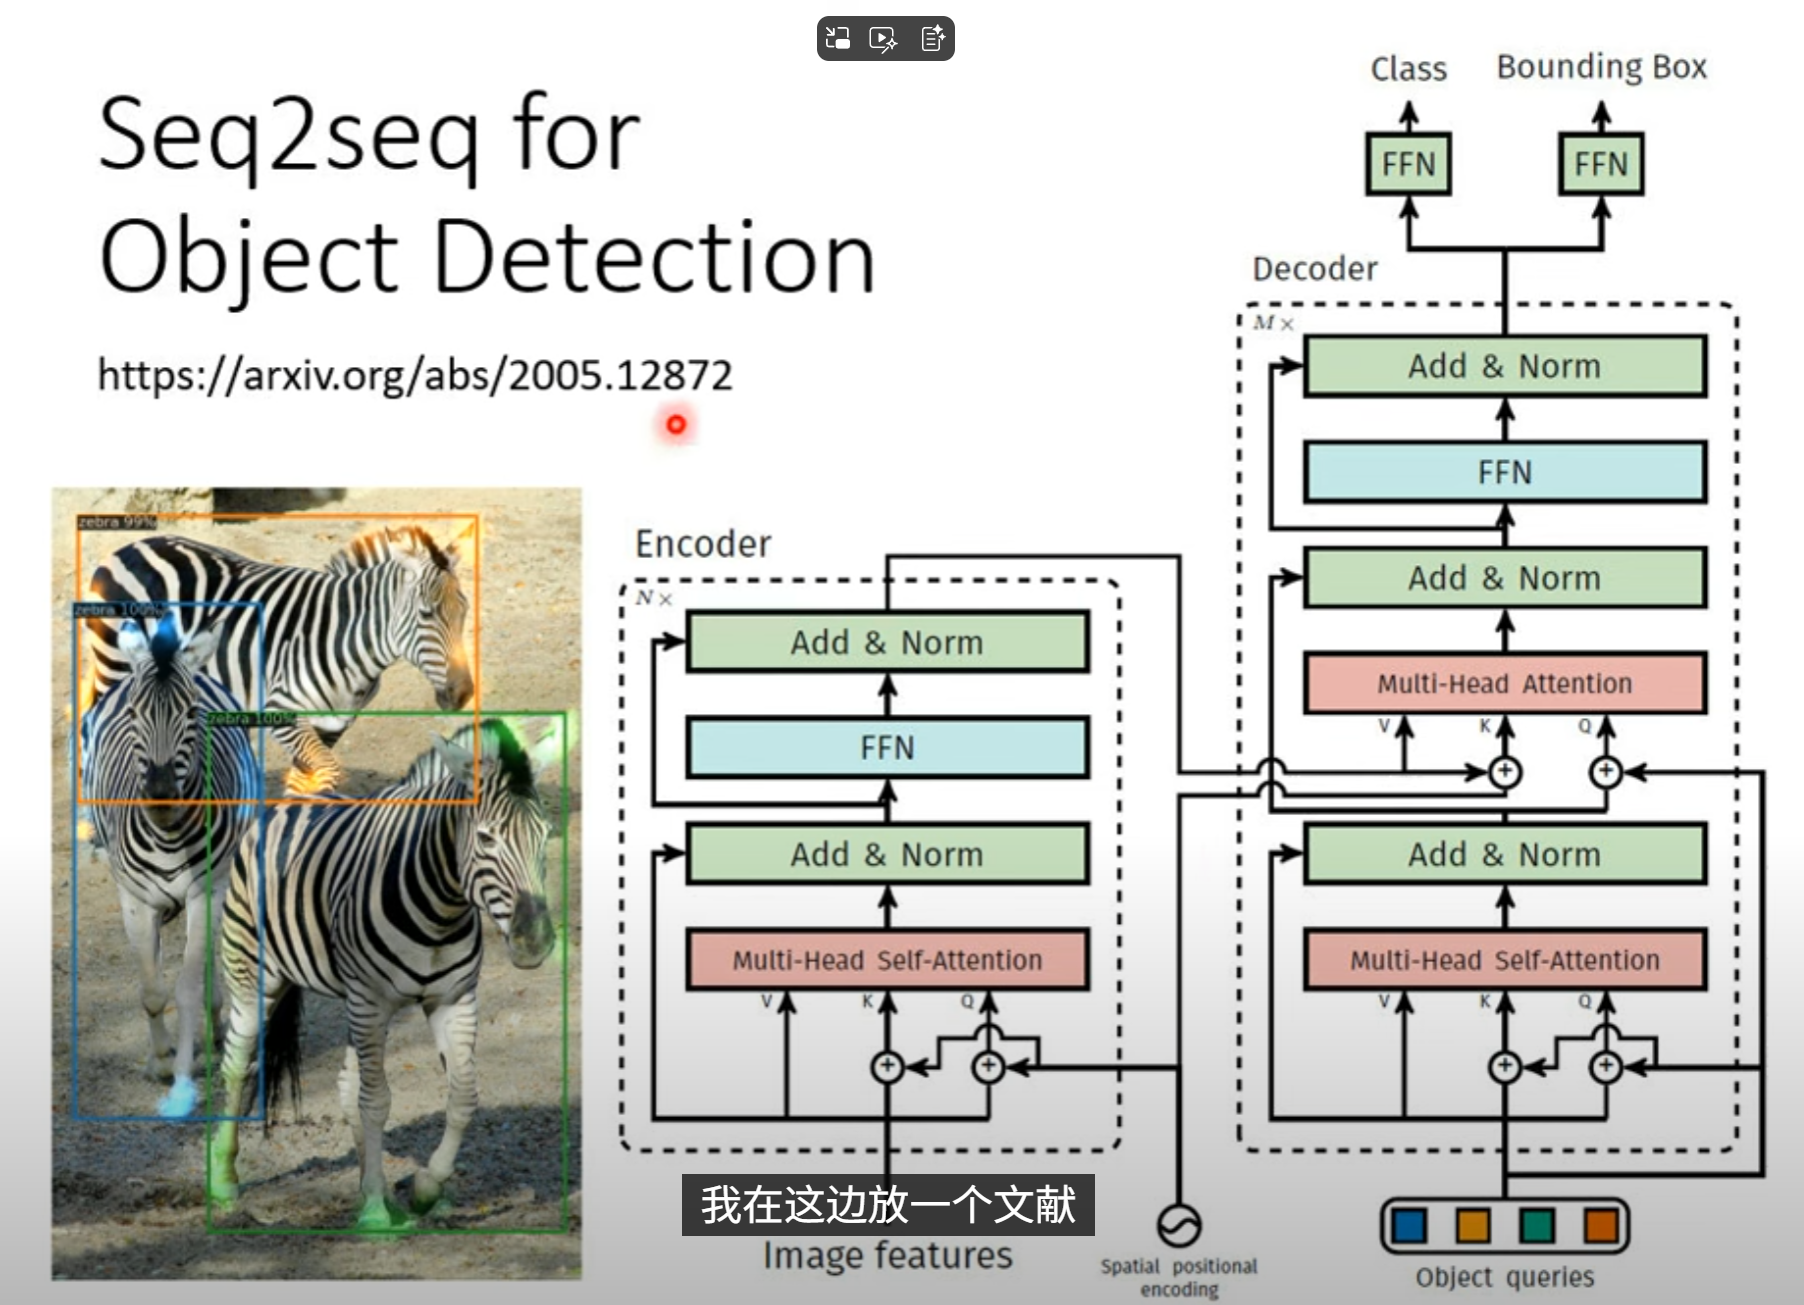 Seq2seq for
Object Detection
https://arxiv.org/abs/2005.12872
zebra 99%
zebra 100%
zebra 100%
Encoder
N×
Add & Norm
FFN
Add & Norm
Multi-Head Self-Attention
V K Q
Image features
Spatial positional
encoding
Class Bounding Box
FFN FFN
Decoder
M×
Add & Norm
FFN
Add & Norm
Multi-Head Attention
V K Q
+ +
Add & Norm
Multi-Head Self-Attention
V K Q
+ +
+ +
Object queries
我在这边放一个文献